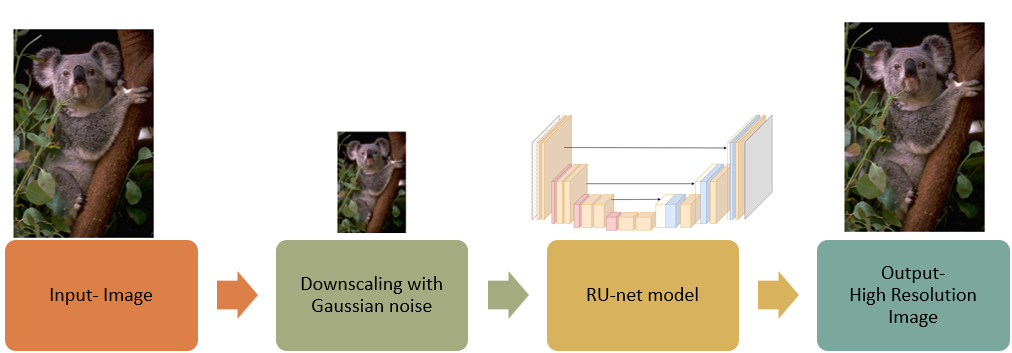 Input- Image
Downscaling with
Gaussian noise
RU-net model
Output-
High Resolution
Image